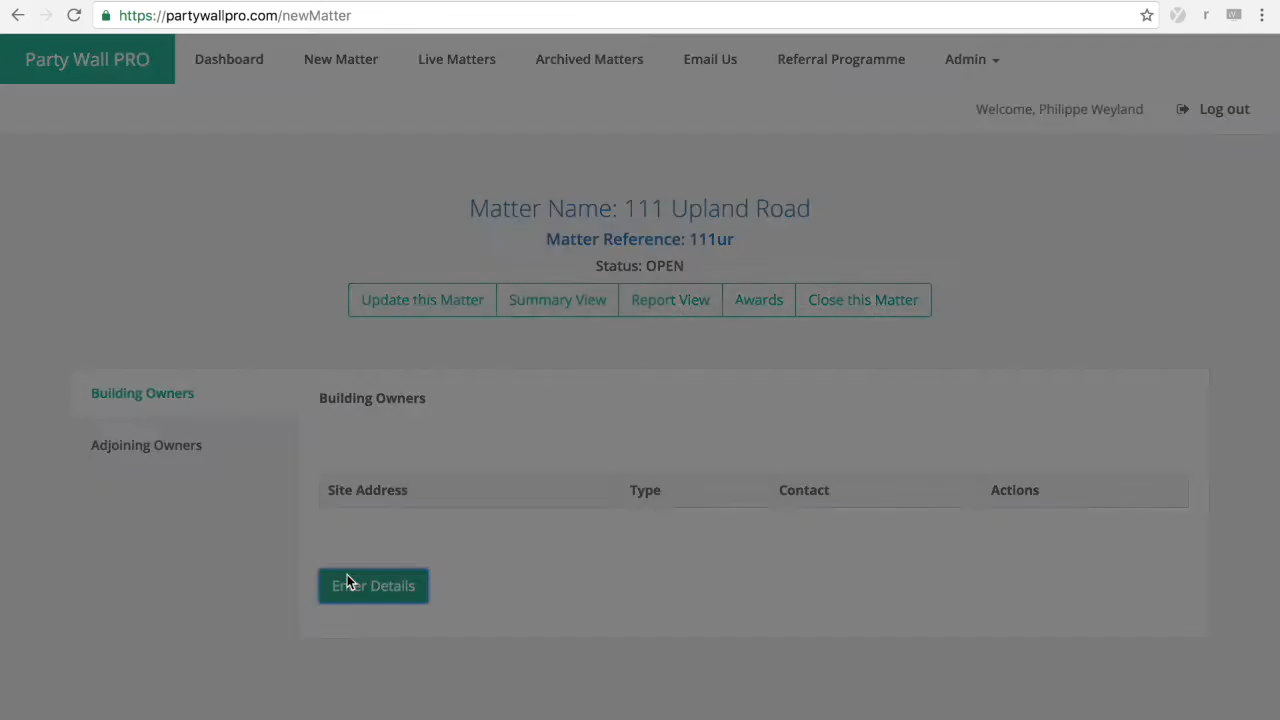 https://partywallpro.com/newMatter
Party Wall PRO
Dashboard
New Matter
Live Matters
Archived Matters
Email Us
Referral Programme
Admin
Welcome, Philippe Weyland
Log out
Matter Name: 111 Upland Road
Matter Reference: 111ur
Status: OPEN
Update this Matter
Summary View
Report View
Awards
Close this Matter
Building Owners
Adjoining Owners
Building Owners
Site Address
Type
Contact
Actions
Enter Details